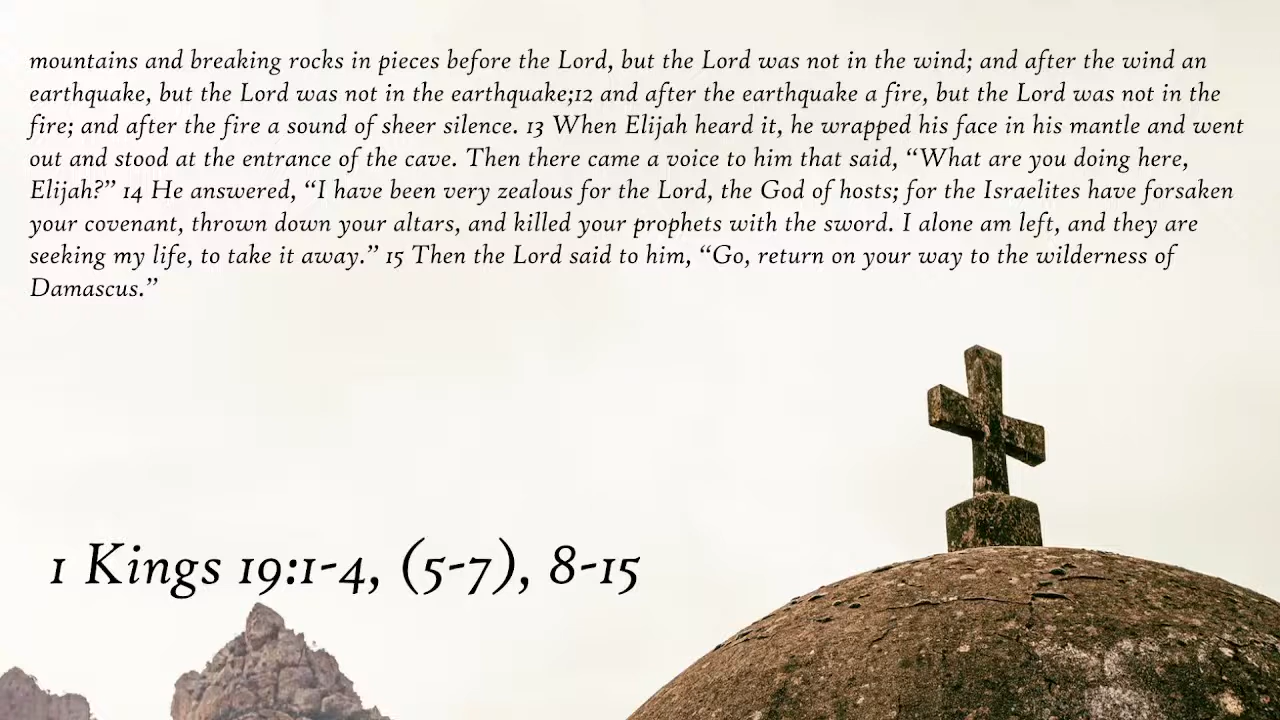 mountains and breaking rocks in pieces before the Lord, but the Lord was not in the wind; and after the wind an
earthquake, but the Lord was not in the earthquake;12 and after the earthquake a fire, but the Lord was not in the
fire; and after the fire a sound of sheer silence. 13 When Elijah heard it, he wrapped his face in his mantle and went
out and stood at the entrance of the cave. Then there came a voice to him that said, “What are you doing here,
Elijah?” 14 He answered, “I have been very zealous for the Lord, the God of hosts; for the Israelites have forsaken
your covenant, thrown down your altars, and killed your prophets with the sword. I alone am left, and they are
seeking my life, to take it away.” 15 Then the Lord said to him, “Go, return on your way to the wilderness of
Damascus.”
1 Kings 19:1-4, (5-7), 8-15